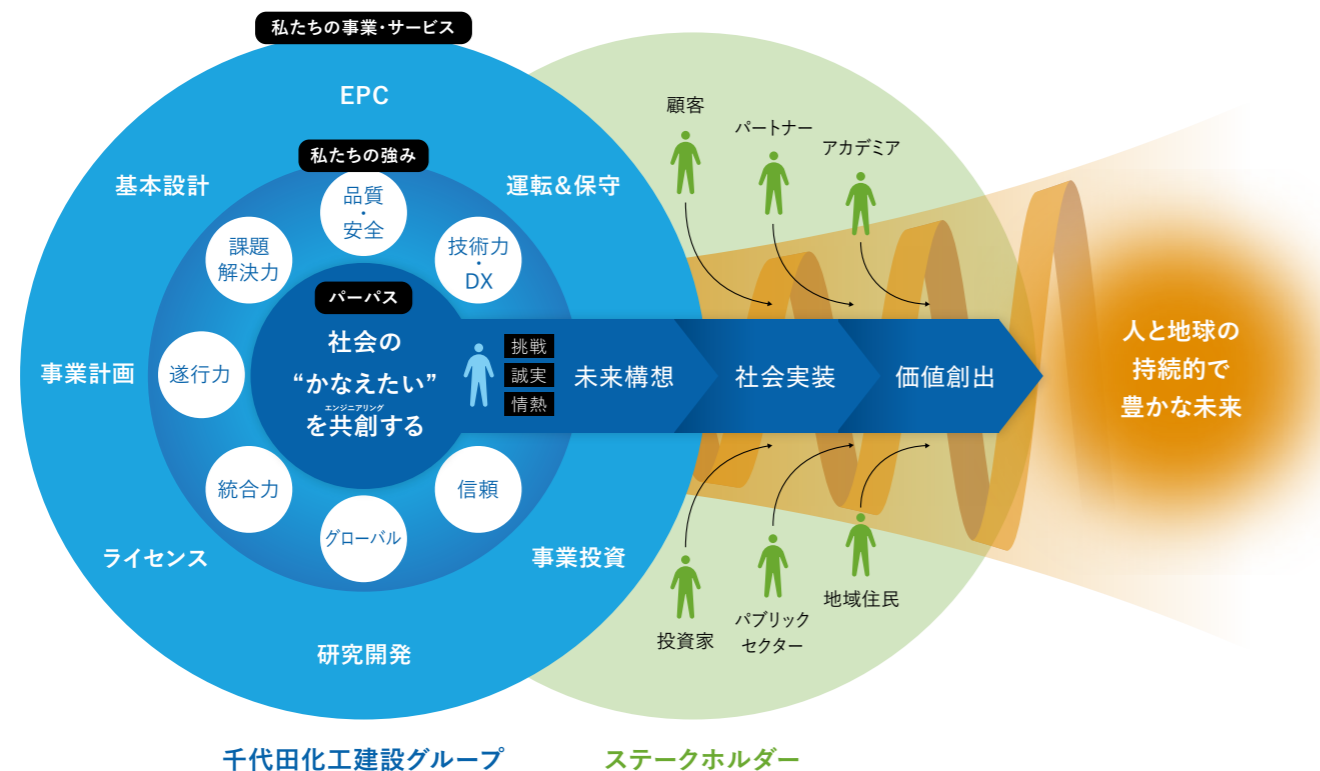 私たちの事業・サービス
EPC
基本設計
運転&保守
事業計画
ライセンス
事業投資
研究開発
私たちの強み
品質
・
安全
課題
解決力
技術力
・
DX
遂行力
統合力
信頼
グローバル
パーパス
社会の
“かなえたい”
エンジニアリング
を共創する
挑戦
誠実
情熱
未来構想
社会実装
価値創出
顧客
パートナー
アカデミア
投資家
パブリック
セクター
地域住民
人と地球の
持続的で
豊かな未来
千代田化工建設グループ
ステークホルダー